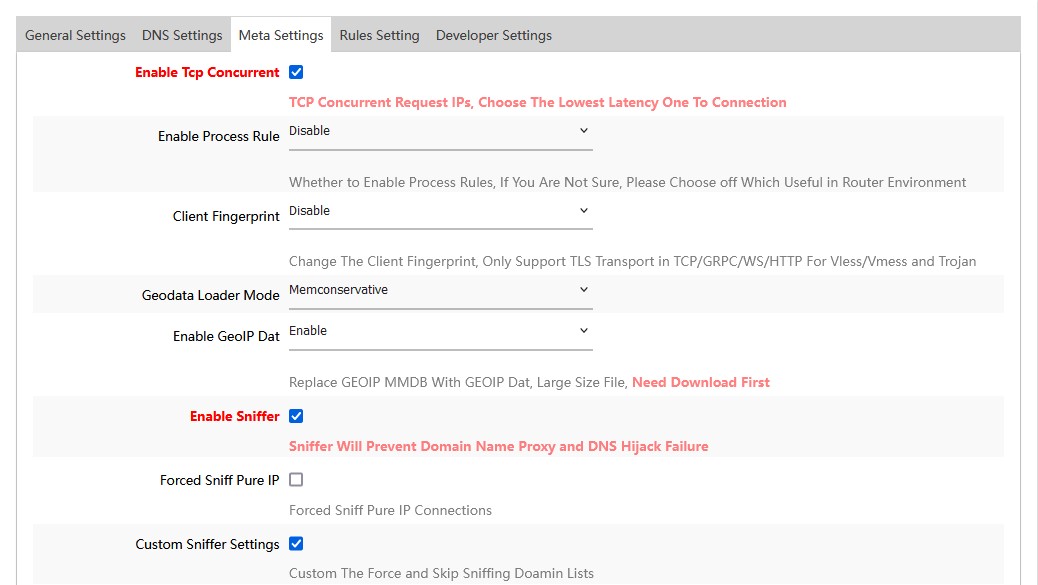 General Settings DNS Settings Meta Settings Rules Setting Developer Settings
Enable Tcp Concurrent
TCP Concurrent Request IPs, Choose The Lowest Latency One To Connection
Enable Process Rule Disable
Whether to Enable Process Rules, If You Are Not Sure, Please Choose off Which Useful in Router Environment
Client Fingerprint Disable
Change The Client Fingerprint, Only Support TLS Transport in TCP/GRPC/WS/HTTP For Vless/Vmess and Trojan
Geodata Loader Mode Memconservative
Enable GeoIP Dat Enable
Replace GEOIP MMDB With GEOIP Dat, Large Size File, Need Download First
Enable Sniffer
Sniffer Will Prevent Domain Name Proxy and DNS Hijack Failure
Forced Sniff Pure IP
Forced Sniff Pure IP Connections
Custom Sniffer Settings
Custom The Force and Skip Sniffing Doamin Lists